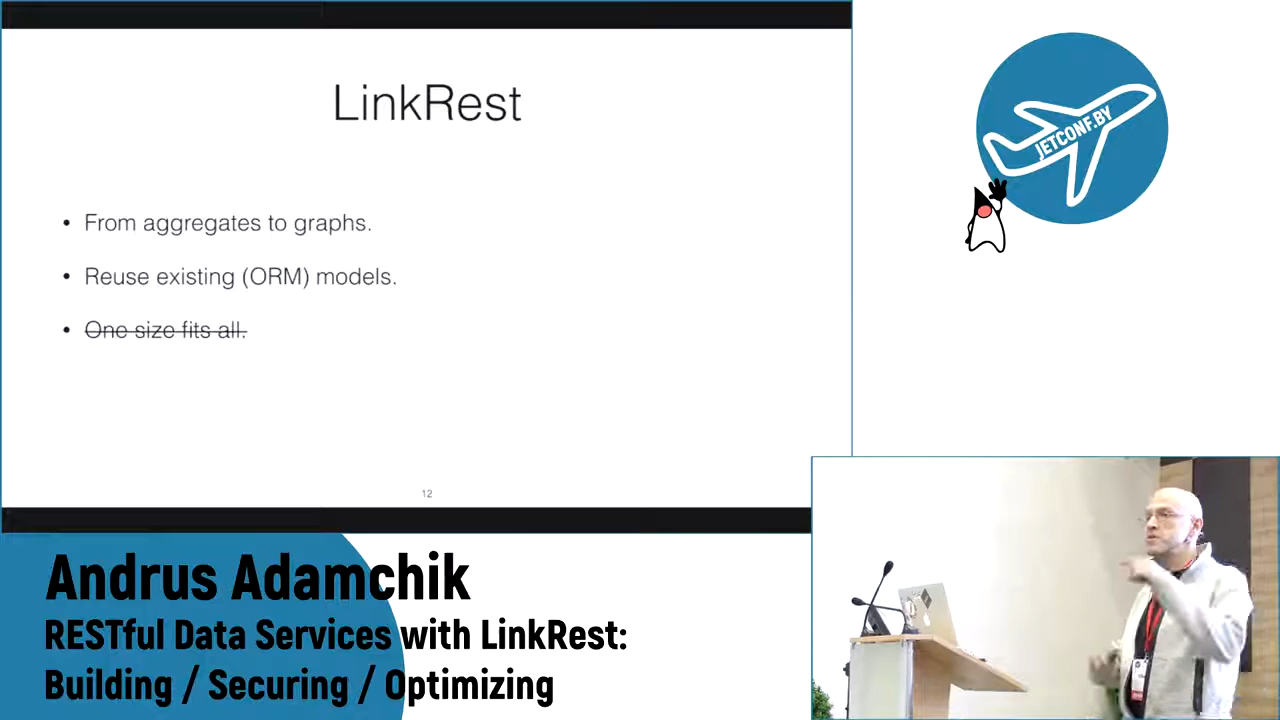 LinkRest
• From aggregates to graphs.
• Reuse existing (ORM) models.
• One size fits all.
12
JETCONF.BY
Andrus Adamchik
RESTful Data Services with LinkRest:
Building / Securing / Optimizing